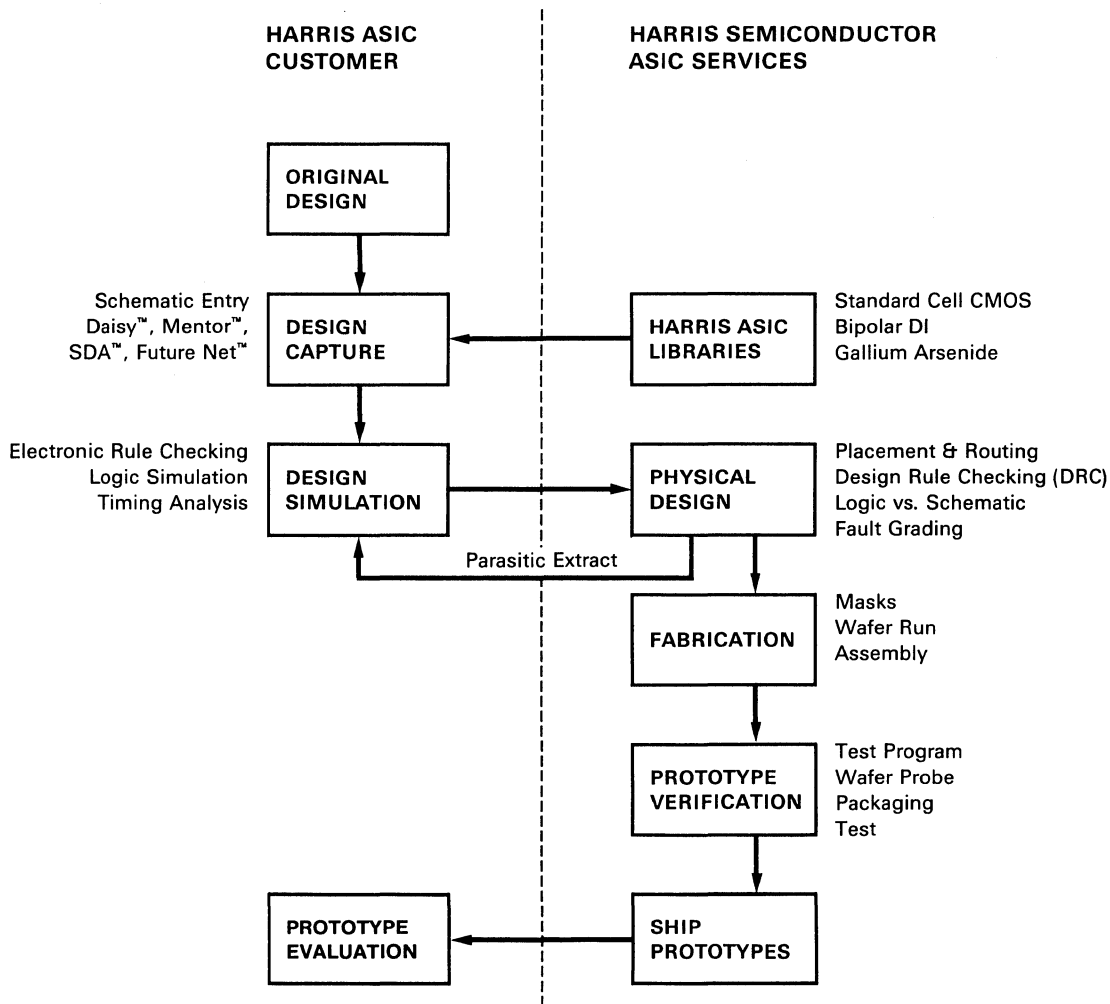 HARRIS ASIC
CUSTOMER
HARRIS SEMICONDUCTOR
ASIC SERVICES
ORIGINAL
DESIGN
Schematic Entry
Daisy™, Mentor™,
SDA™, Future Net™
DESIGN
CAPTURE
HARRIS ASIC
LIBRARIES
Standard Cell CMOS
Bipolar DI
Gallium Arsenide
Electronic Rule Checking
Logic Simulation
Timing Analysis
DESIGN
SIMULATION
PHYSICAL
DESIGN
Placement & Routing
Design Rule Checking (DRC)
Logic vs. Schematic
Fault Grading
Parasitic Extract
FABRICATION
Masks
Wafer Run
Assembly
PROTOTYPE
VERIFICATION
Test Program
Wafer Probe
Packaging
Test
PROTOTYPE
EVALUATION
SHIP
PROTOTYPES